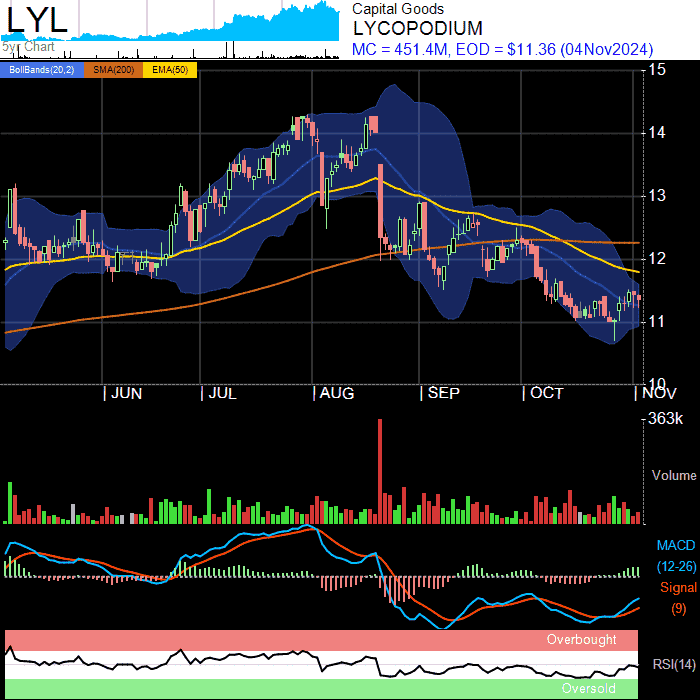 LYL
5yr Chart
Capital Goods
LYCOPODIUM
MC = 451.4M, EOD = $11.36 (04Nov2024)
BollBands(20,2) SMA(200) EMA(50)
15
14
13
12
11
10
JUN JUL AUG SEP OCT NOV
363k
Volume
MACD
(12-26)
Signal
(9)
Overbought
RSI(14)
Oversold